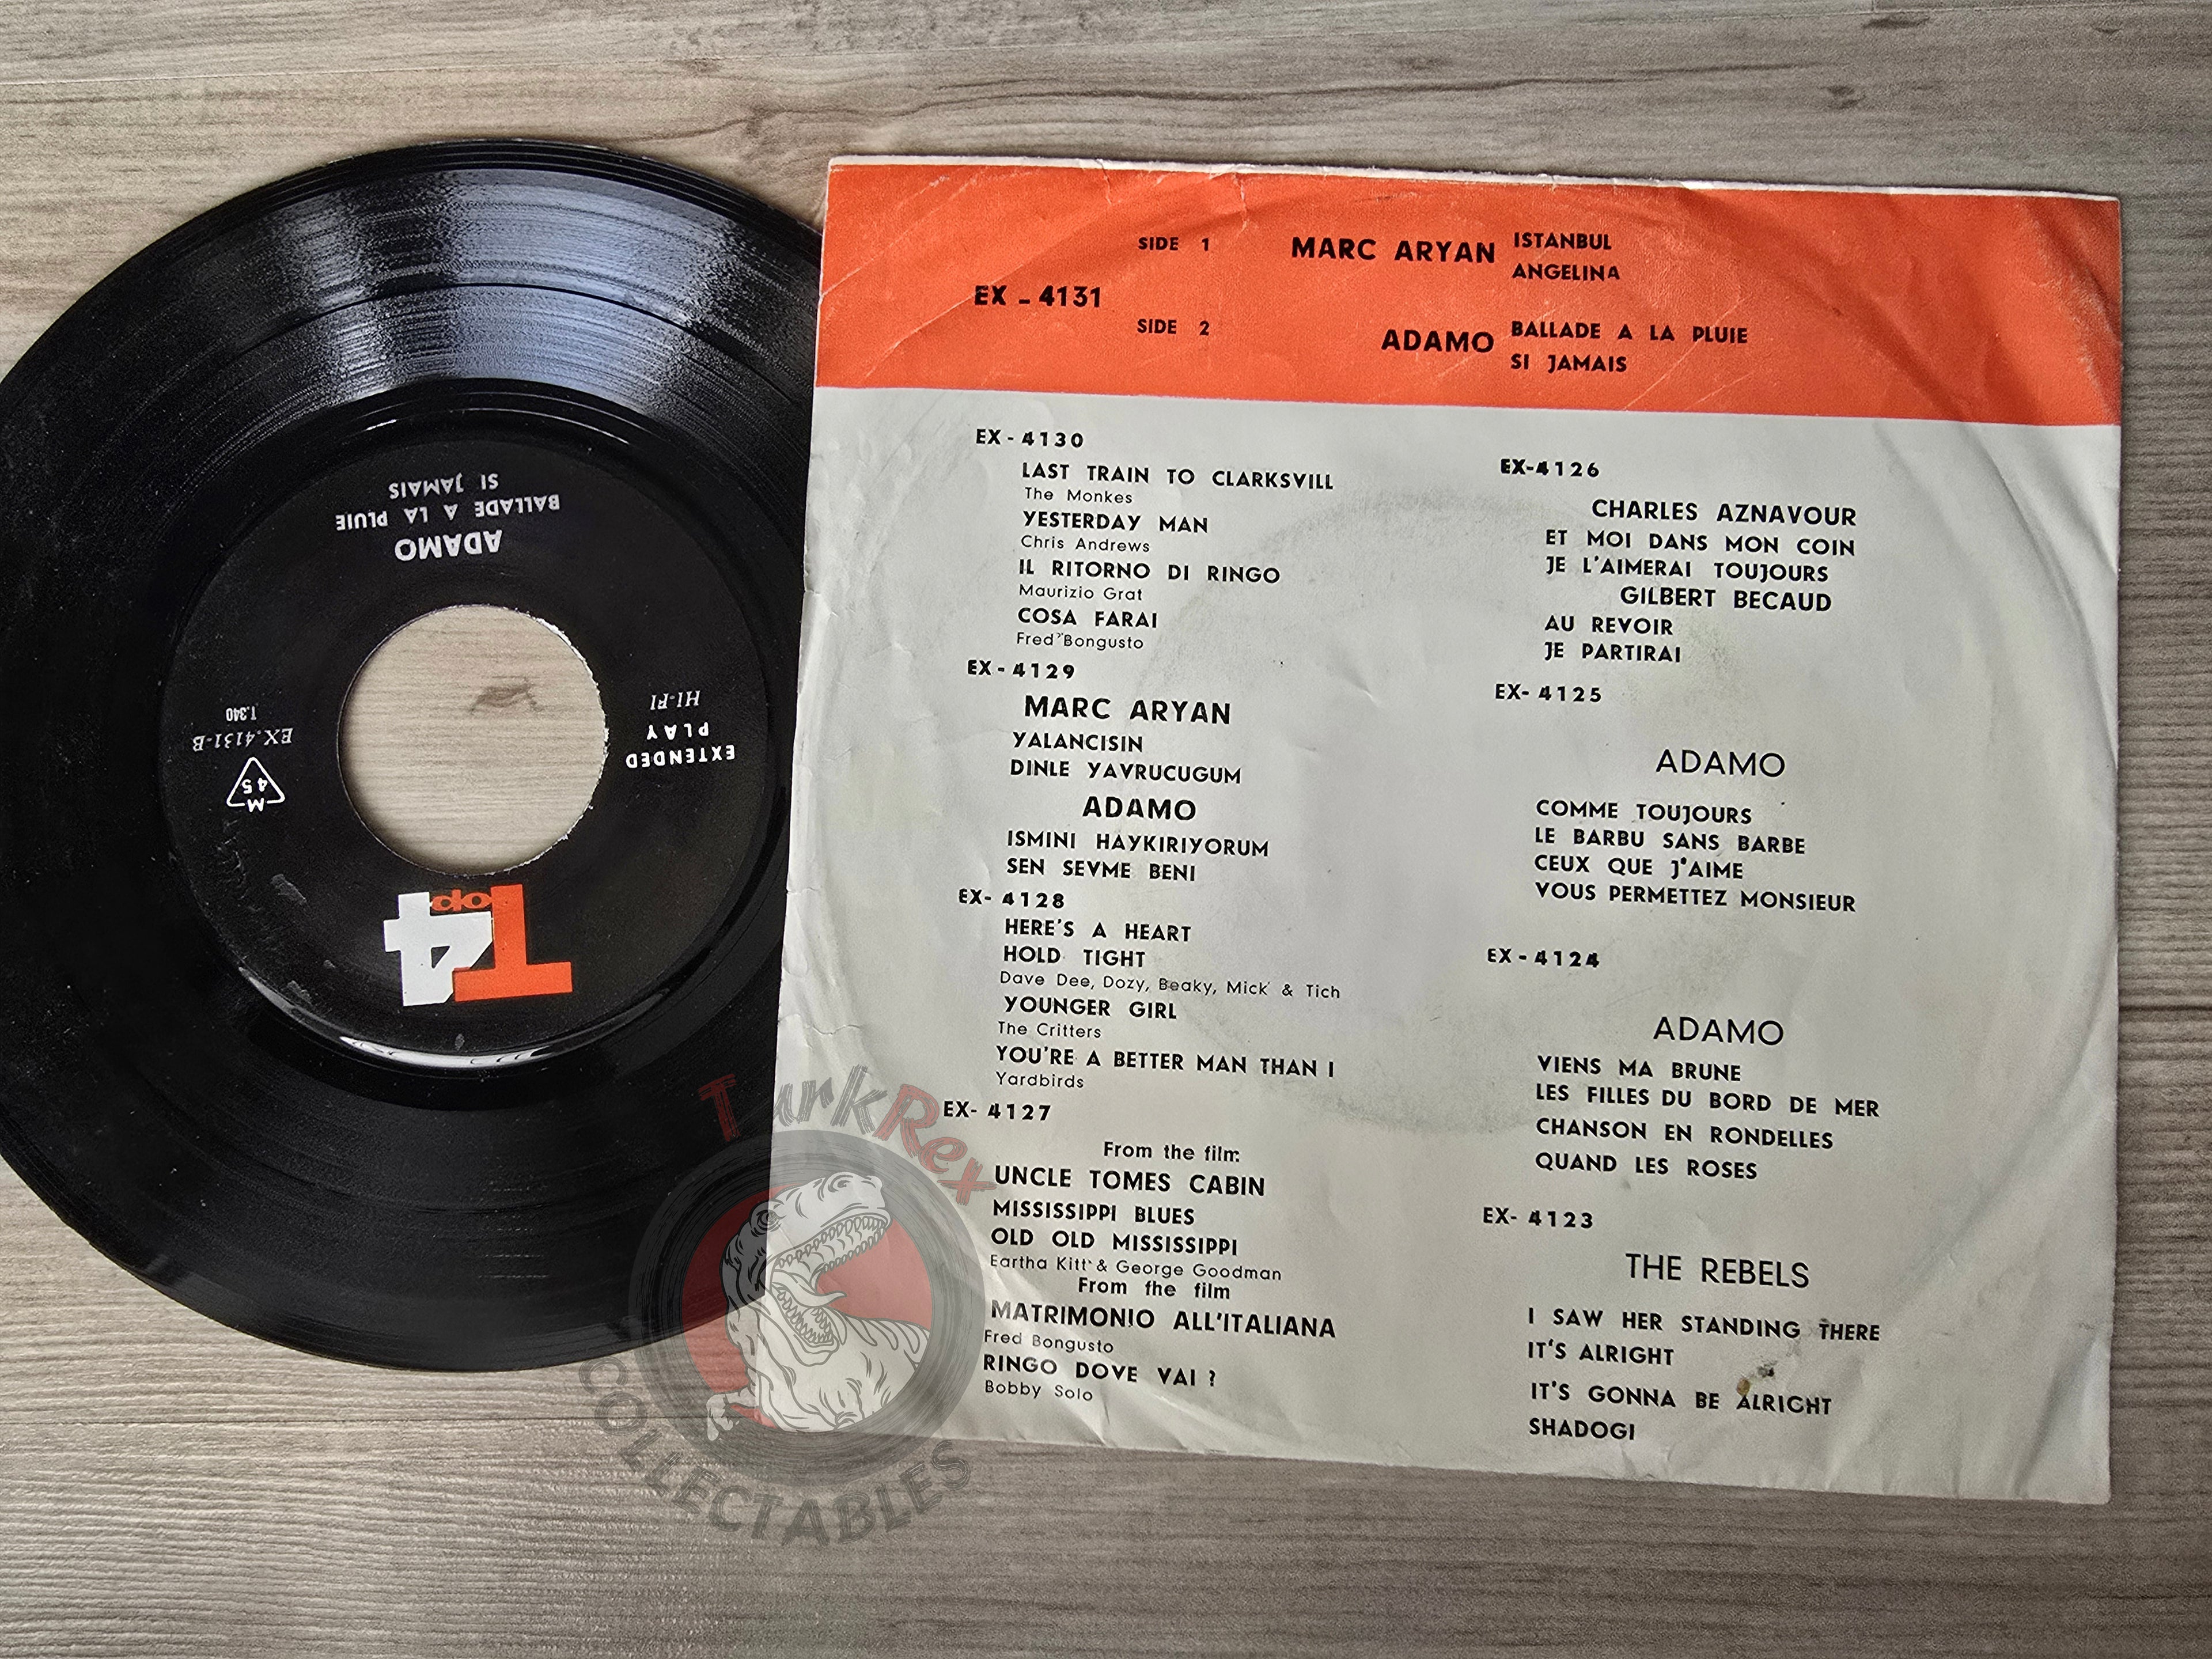 SIDE 1
MARC ARYAN
ISTANBUL
ANGELINA
EX - 4131
SIDE 2
ADAMO
BALLADE A LA PLUIE
SI JAMAIS
EX - 4130
LAST TRAIN TO CLARKSVILL
The Monkes
YESTERDAY MAN
Chris Andrews
IL RITORNO DI RINGO
Maurizio Grat
COSA FARAI
Fred Bongusto
EX - 4129
MARC ARYAN
YALANCISIN
DINLE YAVRUCUGUM
ADAMO
ISMINI HAYKIRIYORUM
SEN SEVME BENI
EX- 4128
HERE'S A HEART
HOLD TIGHT
Dave Dee, Dozy, Beaky, Mick & Tich
YOUNGER GIRL
The Critters
YOU'RE A BETTER MAN THAN I
Yardbirds
EX- 4127
From the film:
UNCLE TOMES CABIN
MISSISSIPPI BLUES
OLD OLD MISSISSIPPI
Eartha Kitt & George Goodman
From fhe film
MATRIMONIO ALL'ITALIANA
Fred Bongusto
RINGO DOVE VAI ?
Bobby Solo
EX-4126
CHARLES AZNAVOUR
ET MOI DANS MON COIN
JE L'AIMERAI TOUJOURS
GILBERT BECAUD
AU REVOIR
JE PARTIRAI
EX- 4125
ADAMO
COMME TOUJOURS
LE BARBU SANS BARBE
CEUX QUE J'AIME
VOUS PERMETTEZ MONSIEUR
EX - 4124
ADAMO
VIENS MA BRUNE
LES FILLES DU BORD DE MER
CHANSON EN RONDELLES
QUAND LES ROSES
EX- 4123
THE REBELS
I SAW HER STANDING THERE
IT'S ALRIGHT
IT'S GONNA BE ALRIGHT
SHADOGI
Top 4
EXTENDED
PLAY
HI-FI
M
45
EX.4131-B
1.340
ADAMO
BALLADE A LA PLUIE
SI JAMAIS
TurkRex
COLLECTABLES